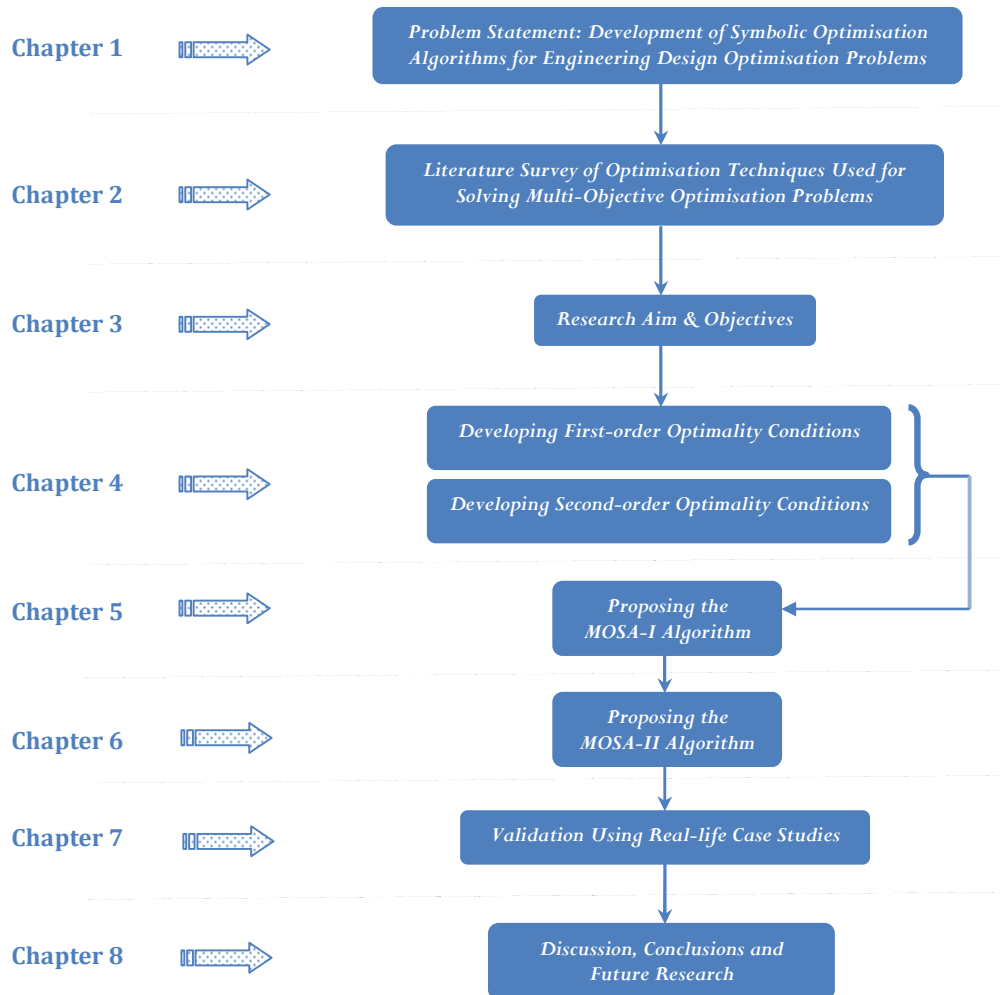 Chapter 1
Problem Statement: Development of Symbolic Optimisation
Algorithms for Engineering Design Optimisation Problems
Chapter 2
Literature Survey of Optimisation Techniques Used for
Solving Multi-Objective Optimisation Problems
Chapter 3
Research Aim & Objectives
Chapter 4
Developing First-order Optimality Conditions
Developing Second-order Optimality Conditions
Chapter 5
Proposing the
MOSA-I Algorithm
Chapter 6
Proposing the
MOSA-II Algorithm
Chapter 7
Validation Using Real-life Case Studies
Chapter 8
Discussion, Conclusions and
Future Research